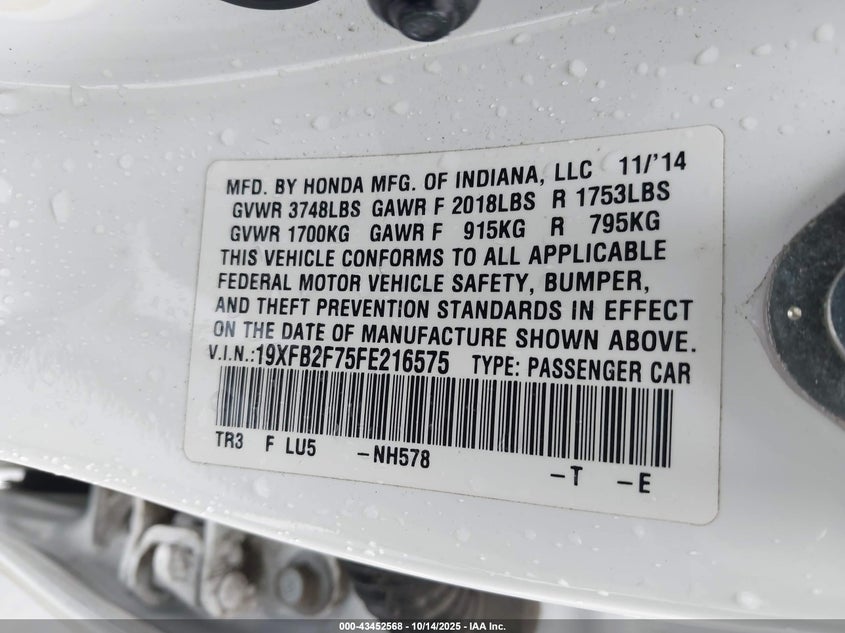 MFD. BY HONDA MFG. OF INDIANA, LLC 11/'14
GVWR 3748LBS GAWR F 2018LBS R 1753LBS
GVWR 1700KG GAWR F 915KG R 795KG
THIS VEHICLE CONFORMS TO ALL APPLICABLE
FEDERAL MOTOR VEHICLE SAFETY, BUMPER,
AND THEFT PREVENTION STANDARDS IN EFFECT
ON THE DATE OF MANUFACTURE SHOWN ABOVE.
V.I.N.:19XFB2F75FE216575 TYPE: PASSENGER CAR
TR3 F LU5 -NH578 -T -E
000-43452568 - 10/14/2025 - IAA Inc.